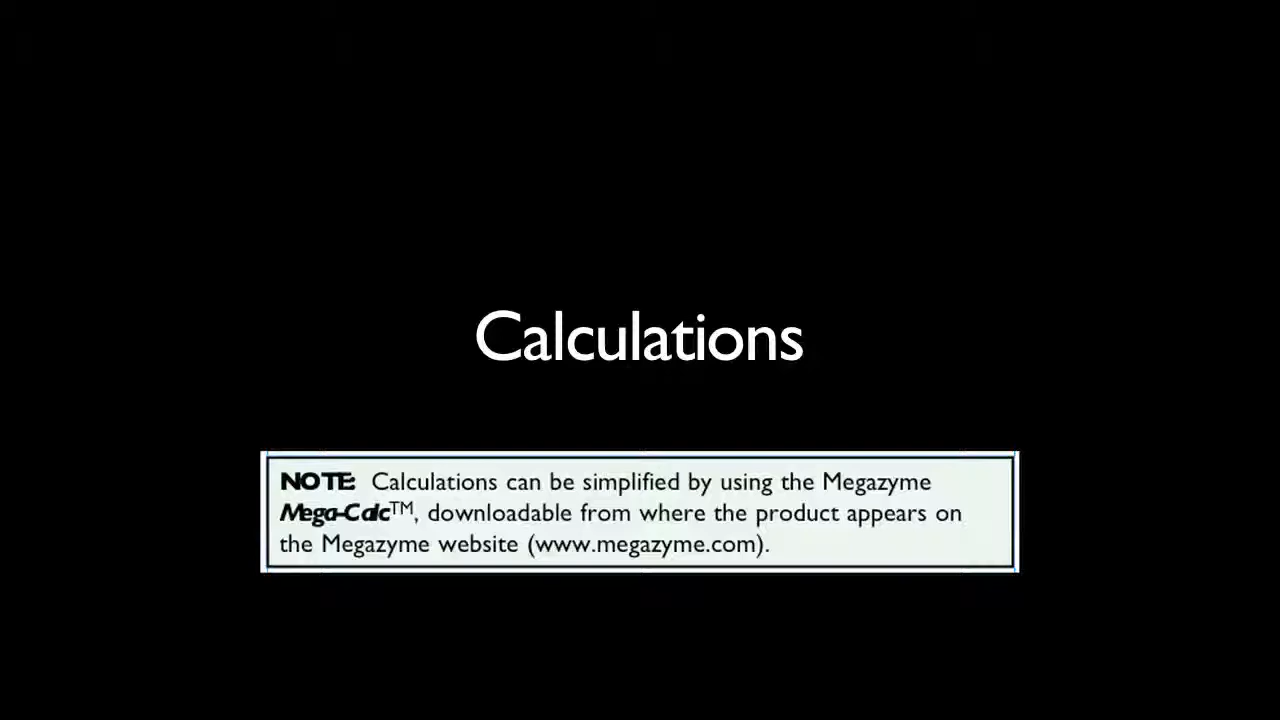 Calculations
NOTE: Calculations can be simplified by using the Megazyme
Mega-Calc™, downloadable from where the product appears on
the Megazyme website (www.megazyme.com).